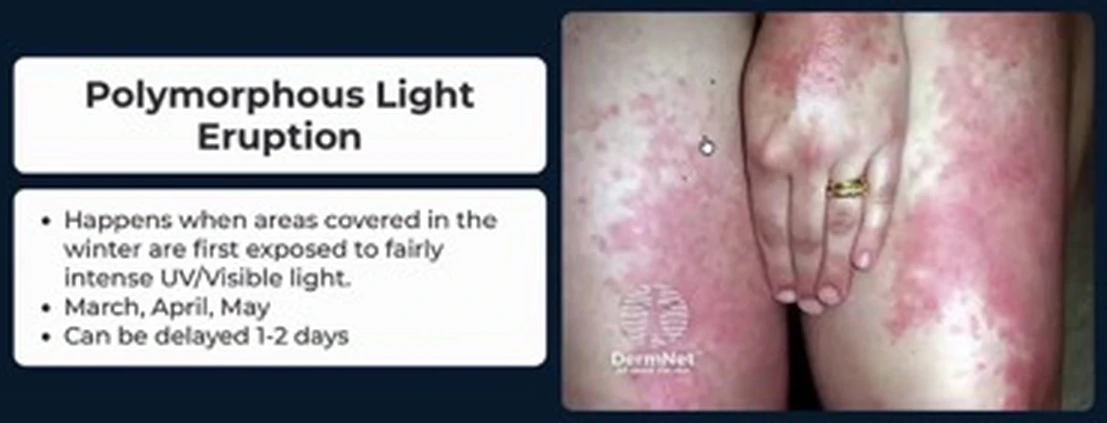 Polymorphous Light
Eruption
• Happens when areas covered in the
winter are first exposed to fairly
intense UV/Visible light.
• March, April, May
• Can be delayed 1-2 days
DermNet